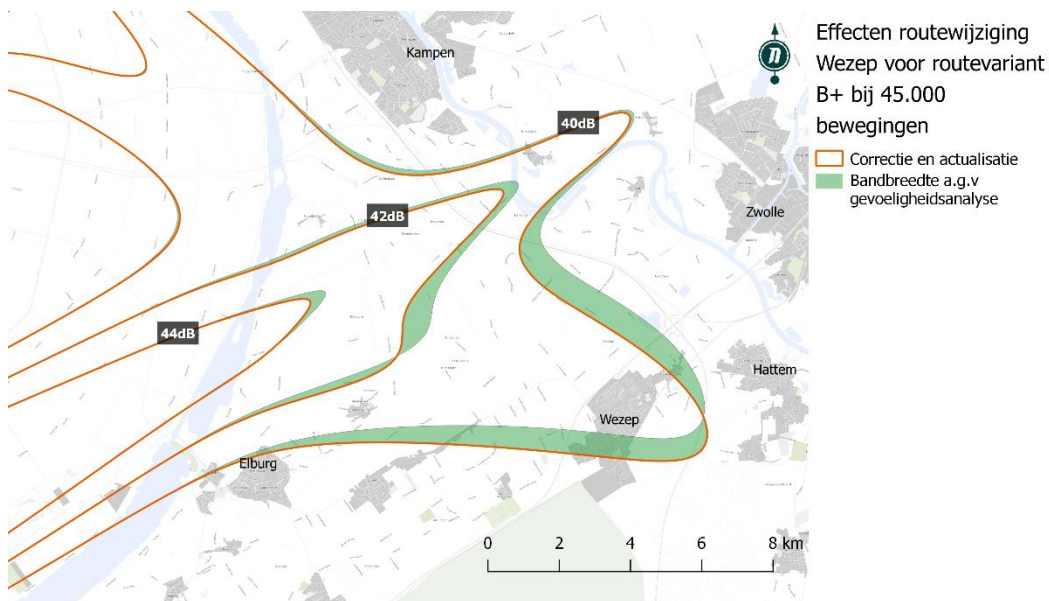 Effecten routewijziging
Wezep voor routevariant
B+ bij 45.000
bewegingen
Correctie en actualisatie
Bandbreedte a.g.v
gevoeligheidsanalyse
Kampen
40dB
42dB
Zwolle
44dB
Hattem
Wezep
Elburg
0 2 4 6 8 km